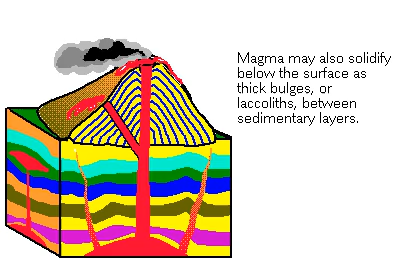 Magma may also solidify
below the surface as
thick bulges, or
laccoliths, between
sedimentary layers.